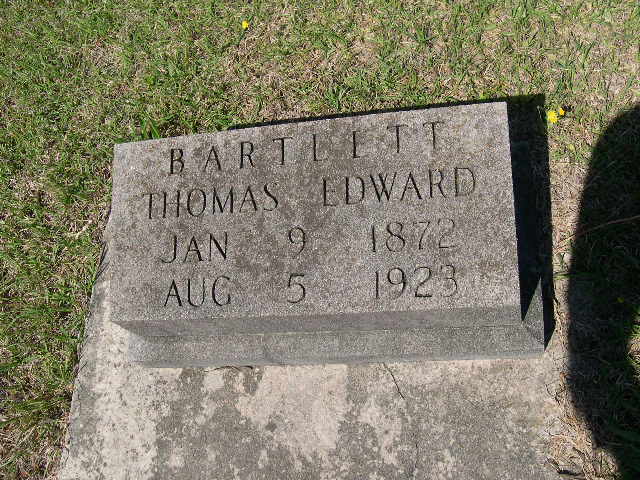 BARTLETT
THOMAS EDWARD
JAN 9 1872
AUG 5 1923